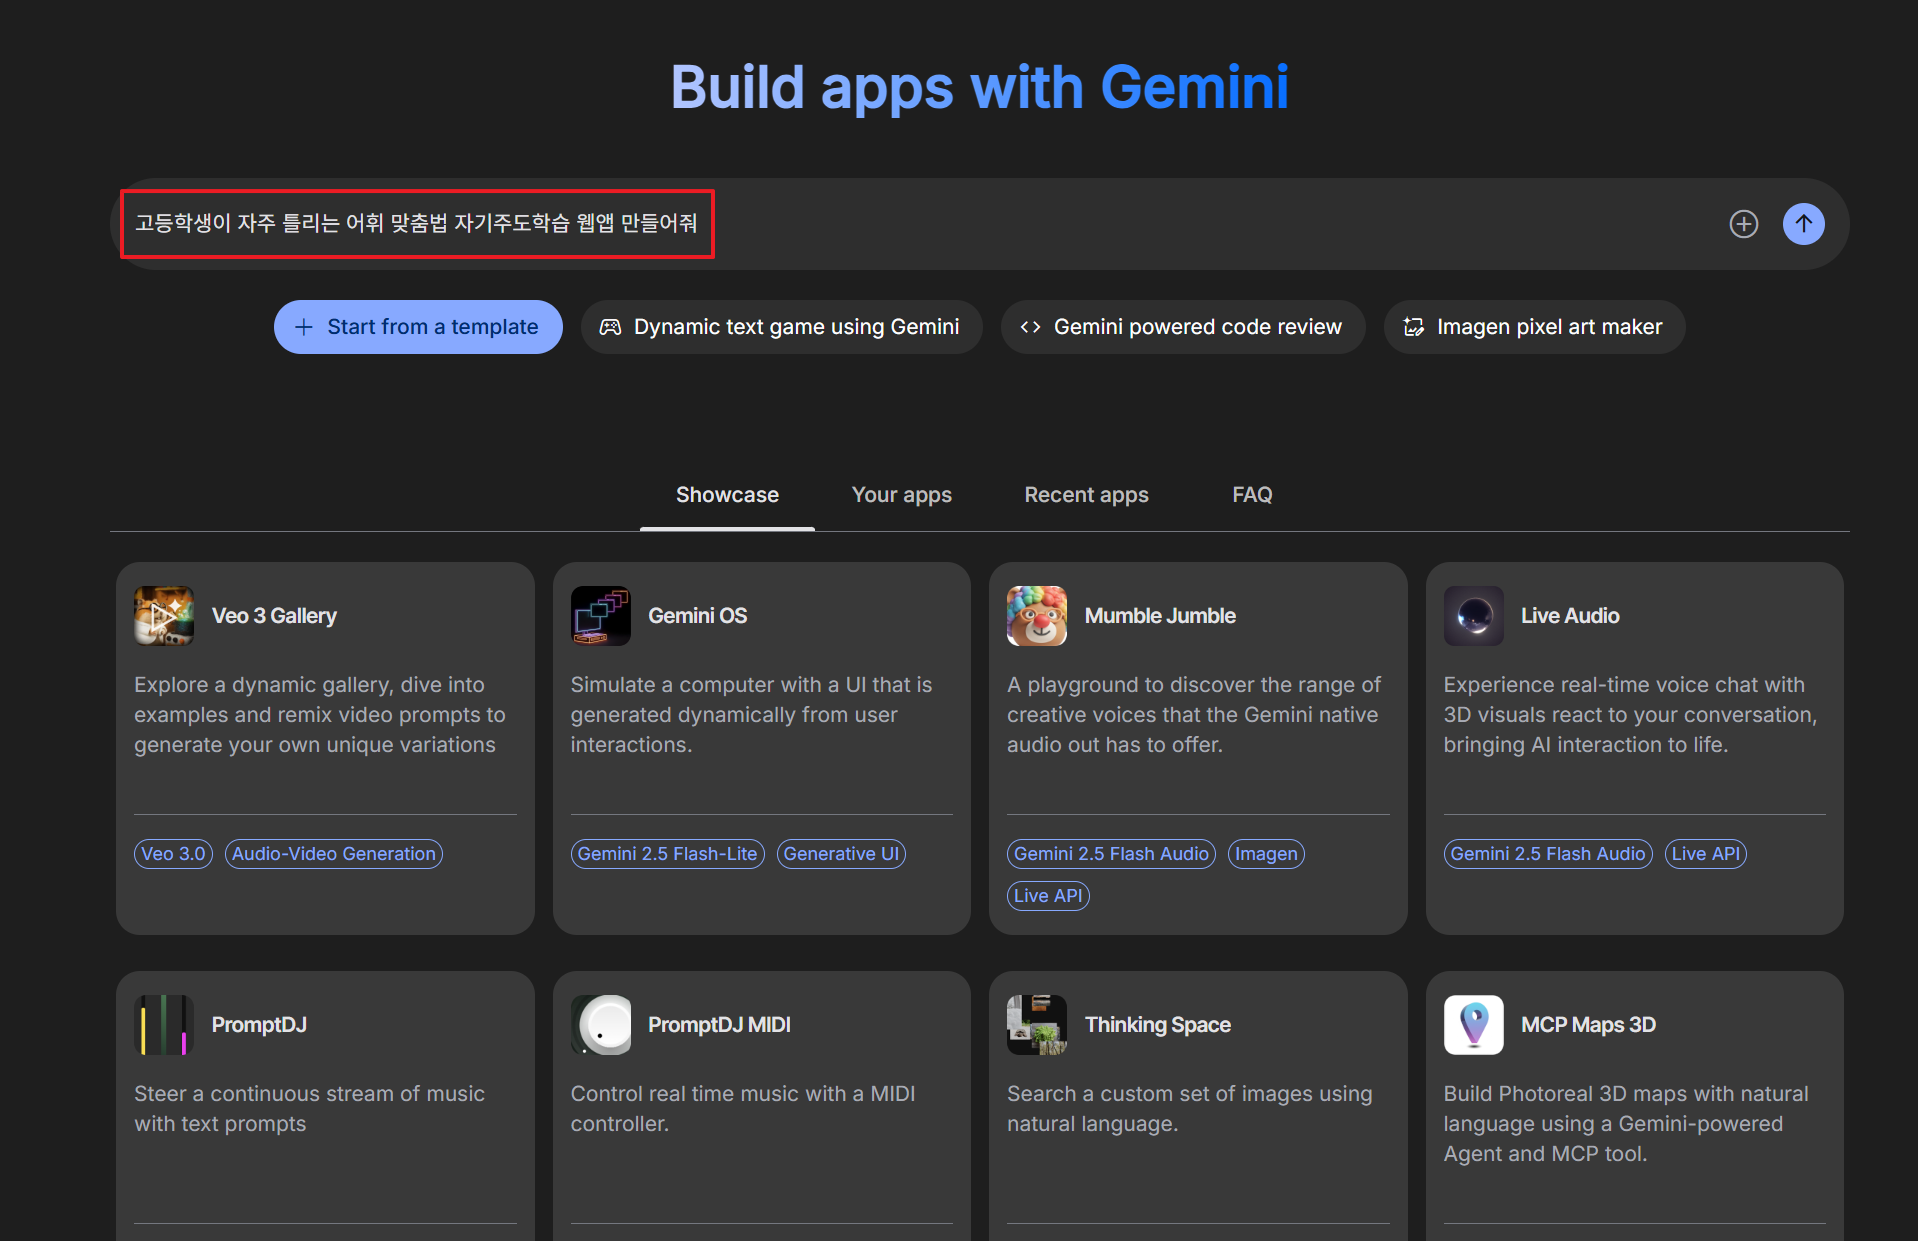 Build apps with Gemini
고등학생이 자주 틀리는 어휘 맞춤법 자기주도학습 웹앱 만들어줘
Start from a template
Dynamic text game using Gemini
Gemini powered code review
Imagen pixel art maker
Showcase
Your apps
Recent apps
FAQ
Veo 3 Gallery
Explore a dynamic gallery, dive into
examples and remix video prompts to
generate your own unique variations
Veo 3.0
Audio-Video Generation
Gemini OS
Simulate a computer with a UI that is
generated dynamically from user
interactions.
Gemini 2.5 Flash-Lite
Generative UI
Mumble Jumble
A playground to discover the range of
creative voices that the Gemini native
audio out has to offer.
Gemini 2.5 Flash Audio
Imagen
Live API
Live Audio
Experience real-time voice chat with
3D visuals react to your conversation,
bringing AI interaction to life.
Gemini 2.5 Flash Audio
Live API
PromptDJ
Steer a continuous stream of music
with text prompts
PromptDJ MIDI
Control real time music with a MIDI
controller.
Thinking Space
Search a custom set of images using
natural language.
MCP Maps 3D
Build Photoreal 3D maps with natural
language using a Gemini-powered
Agent and MCP tool.